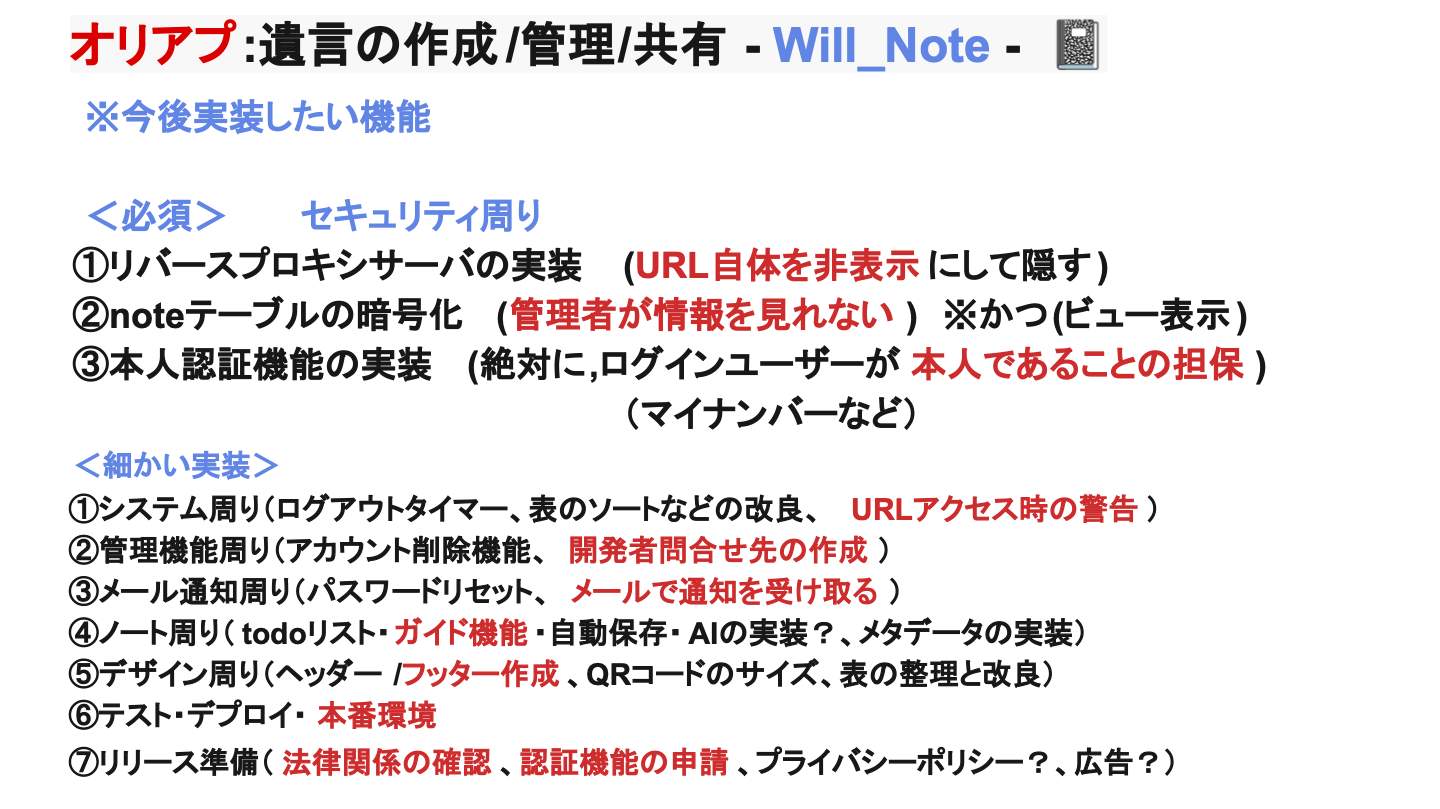 オリアプ:遺言の作成/管理/共有 - Will_Note - 📓
※今後実装したい機能
＜必須＞　　セキュリティ周り
①リバースプロキシサーバの実装　(URL自体を非表示にして隠す)
②noteテーブルの暗号化　(管理者が情報を見れない)　※かつ(ビュー表示)
③本人認証機能の実装　(絶対に,ログインユーザーが本人であることの担保)
（マイナンバーなど）
＜細かい実装＞
①システム周り（ログアウトタイマー、表のソートなどの改良、　URLアクセス時の警告）
②管理機能周り（アカウント削除機能、開発者問合せ先の作成）
③メール通知周り（パスワードリセット、メールで通知を受け取る）
④ノート周り（todoリスト・ガイド機能・自動保存・AIの実装？、メタデータの実装）
⑤デザイン周り（ヘッダー/フッター作成、QRコードのサイズ、表の整理と改良）
⑥テスト・デプロイ・本番環境
⑦リリース準備（法律関係の確認、認証機能の申請、プライバシーポリシー？、広告？）